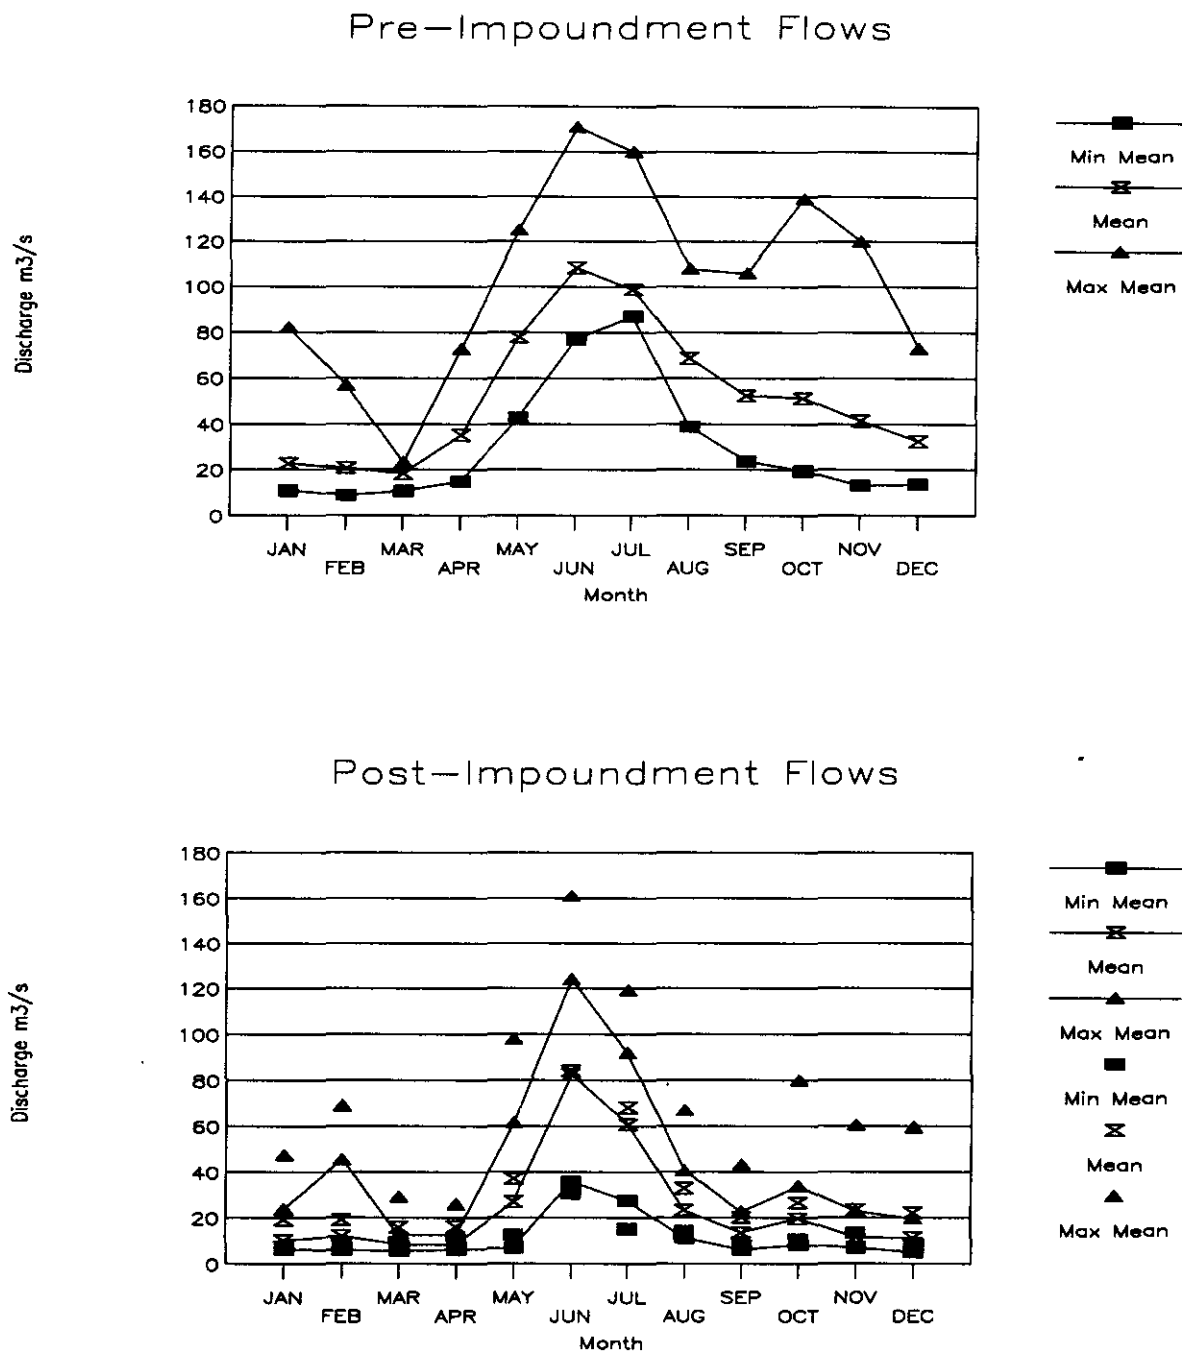 Pre-Impoundment Flows
180
160
140
120
100
80
60
40
20
0
Discharge m3/s
JAN FEB MAR APR MAY JUN JUL AUG SEP OCT NOV DEC
Month
Min Mean
Mean
Max Mean
Post-Impoundment Flows
180
160
140
120
100
80
60
40
20
0
Discharge m3/s
JAN FEB MAR APR MAY JUN JUL AUG SEP OCT NOV DEC
Month
Min Mean
Mean
Max Mean
Min Mean
Mean
Max Mean